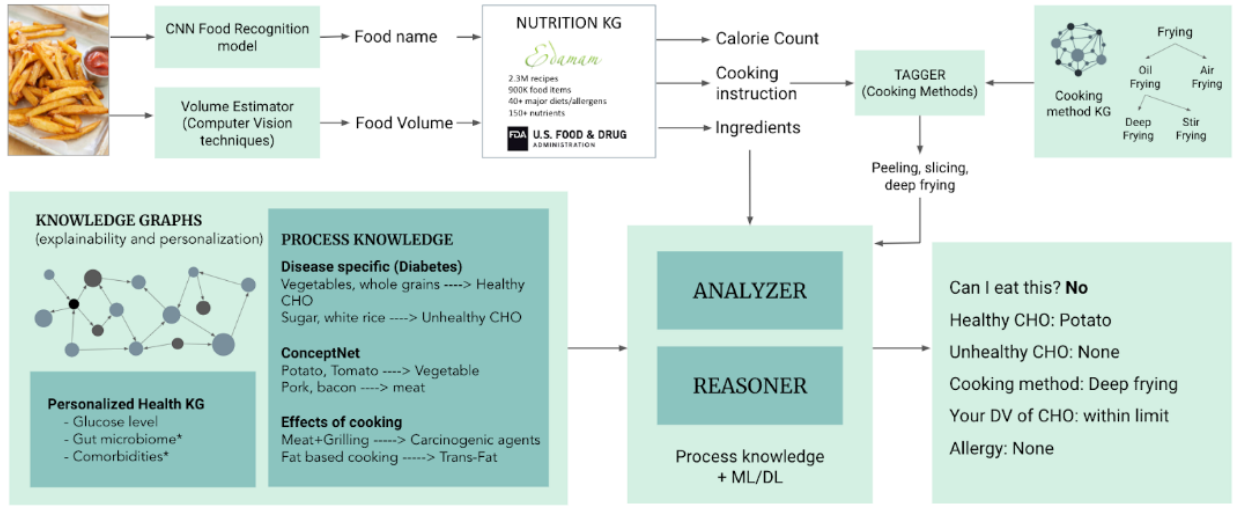 CNN Food Recognition
model
Food name
Volume Estimator
(Computer Vision
techniques)
Food Volume
NUTRITION KG
Edamam
2.3M recipes
900K food items
40+ major diets/allergens
150+ nutrients
FDA U.S. FOOD & DRUG
ADMINISTRATION
Calorie Count
Cooking
instruction
Ingredients
TAGGER
(Cooking Methods)
Cooking
method KG
Frying
Oil
Frying
Air
Frying
Deep
Frying
Stir
Frying
Peeling, slicing,
deep frying
KNOWLEDGE GRAPHS
(explainability and personalization)
Personalized Health KG
- Glucose level
- Gut microbiome*
- Comorbidities*
PROCESS KNOWLEDGE
Disease specific (Diabetes)
Vegetables, whole grains ----> Healthy
CHO
Sugar, white rice ----> Unhealthy CHO
ConceptNet
Potato, Tomato ----> Vegetable
Pork, bacon ----> meat
Effects of cooking
Meat+Grilling -----> Carcinogenic agents
Fat based cooking -----> Trans-Fat
ANALYZER
REASONER
Process knowledge
+ ML/DL
Can I eat this? No
Healthy CHO: Potato
Unhealthy CHO: None
Cooking method: Deep frying
Your DV of CHO: within limit
Allergy: None